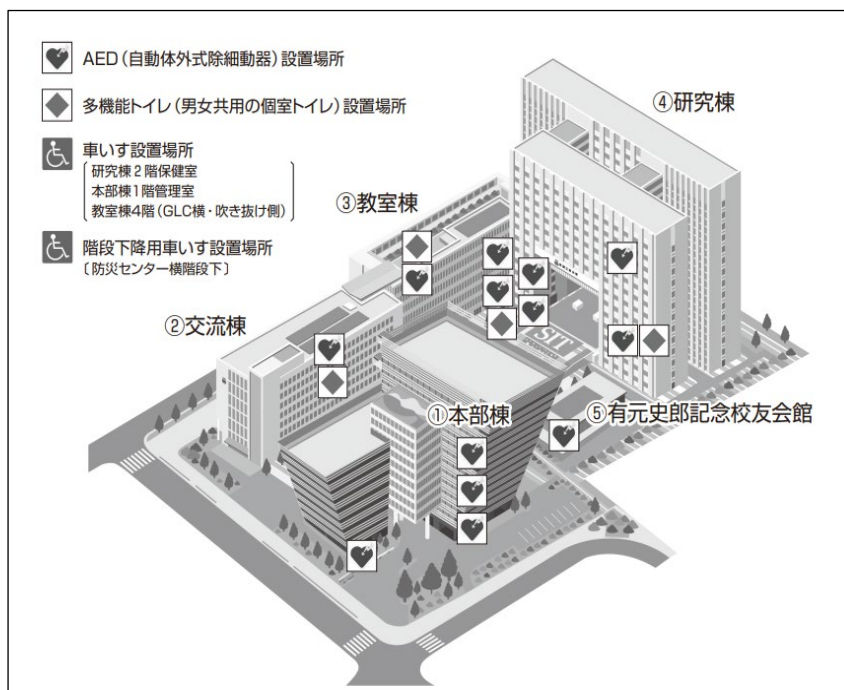 AED（自動体外式除細動器）設置場所
多機能トイレ（男女共用の個室トイレ）設置場所
車いす設置場所
研究棟2階保健室
本部棟1階管理室
教室棟4階（GLC横・吹き抜け側）
階段下降用車いす設置場所
〔防災センター横階段下〕
④研究棟
③教室棟
②交流棟
SIT
①本部棟
⑤有元史郎記念校友会館